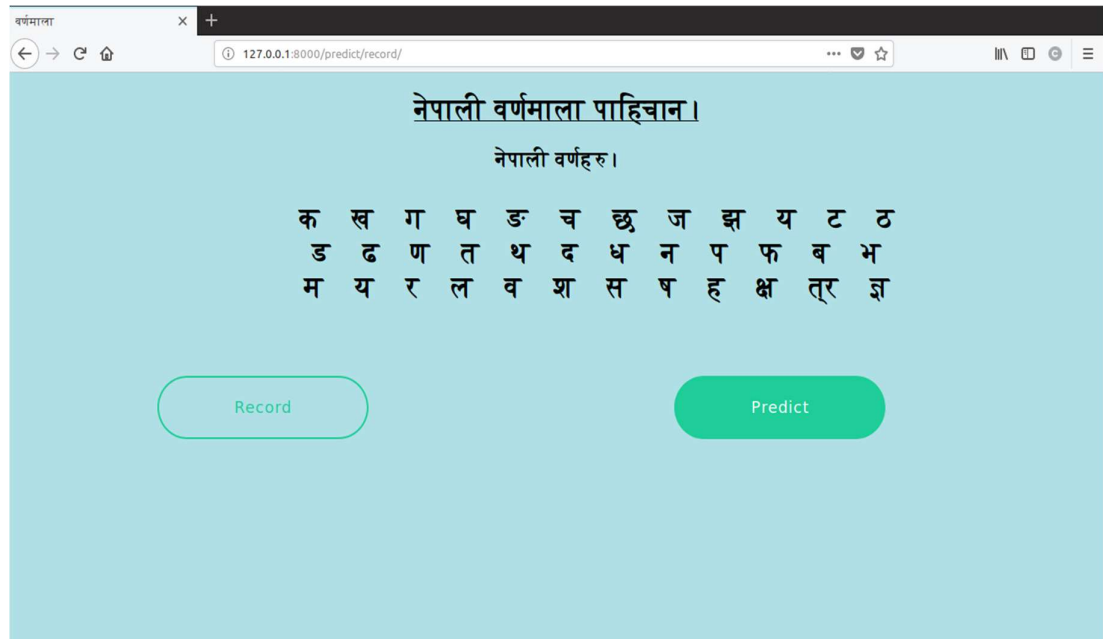 वर्णमाला
127.0.0.1:8000/predict/record/
नेपाली वर्णमाला पाहिचान।
नेपाली वर्णहरु।
क ख ग घ ङ च छ ज झ य ट ठ
ड ढ ण त थ द ध न प फ ब भ
म य र ल व श स ष ह क्ष त्र ज्ञ
Record Predict